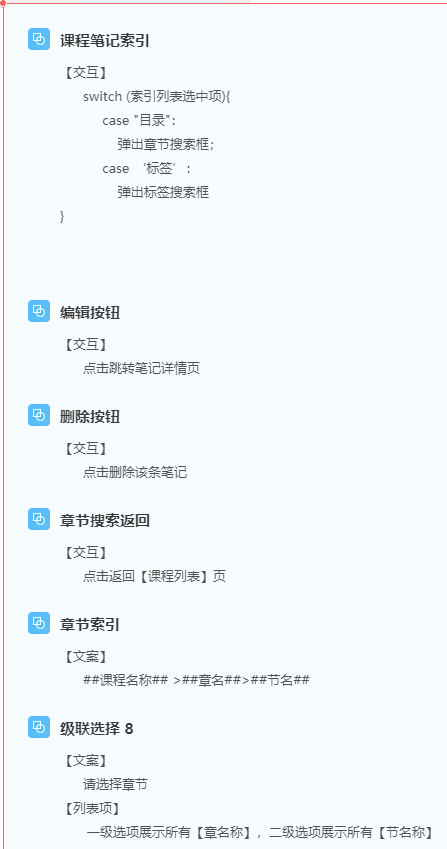 课程笔记索引
【交互】
switch (索引列表选中项){
case "目录"：
弹出章节搜索框；
case ‘标签’：
弹出标签搜索框
}
编辑按钮
【交互】
点击跳转笔记详情页
删除按钮
【交互】
点击删除该条笔记
章节搜索返回
【交互】
点击返回【课程列表】页
章节索引
【文案】
##课程名称## >##章名##>##节名##
级联选择 8
【文案】
请选择章节
【列表项】
一级选项展示所有【章名称】，二级选项展示所有【节名称】